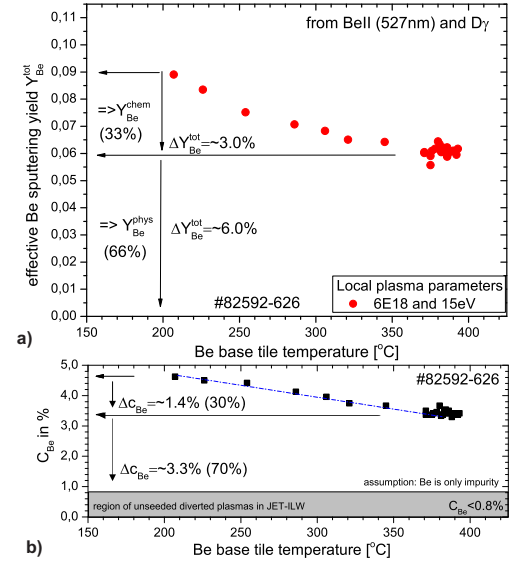 from BeII (527nm) and Dγ
effective Be sputtering yield Y_Be^tot
0,11
0,10
0,09
0,08
0,07
0,06
0,05
0,04
0,03
0,02
0,01
0,00
=>Y_Be^chem
(33%)
ΔY_Be^tot=~3.0%
=> Y_Be^phys
(66%)
ΔY_Be^tot=~6.0%
Local plasma parameters
6E18 and 15eV
#82592-626
150 200 250 300 350 400
Be base tile temperature [°C]
a)
C_Be in %
5,0
4,0
3,0
2,0
1,0
0,0
#82592-626
Δc_Be=~1.4% (30%)
Δc_Be=~3.3% (70%)
assumption: Be is only impurity
region of unseeded diverted plasmas in JET-ILW
C_Be<0.8%
150 200 250 300 350 400
Be base tile temperature [°C]
b)